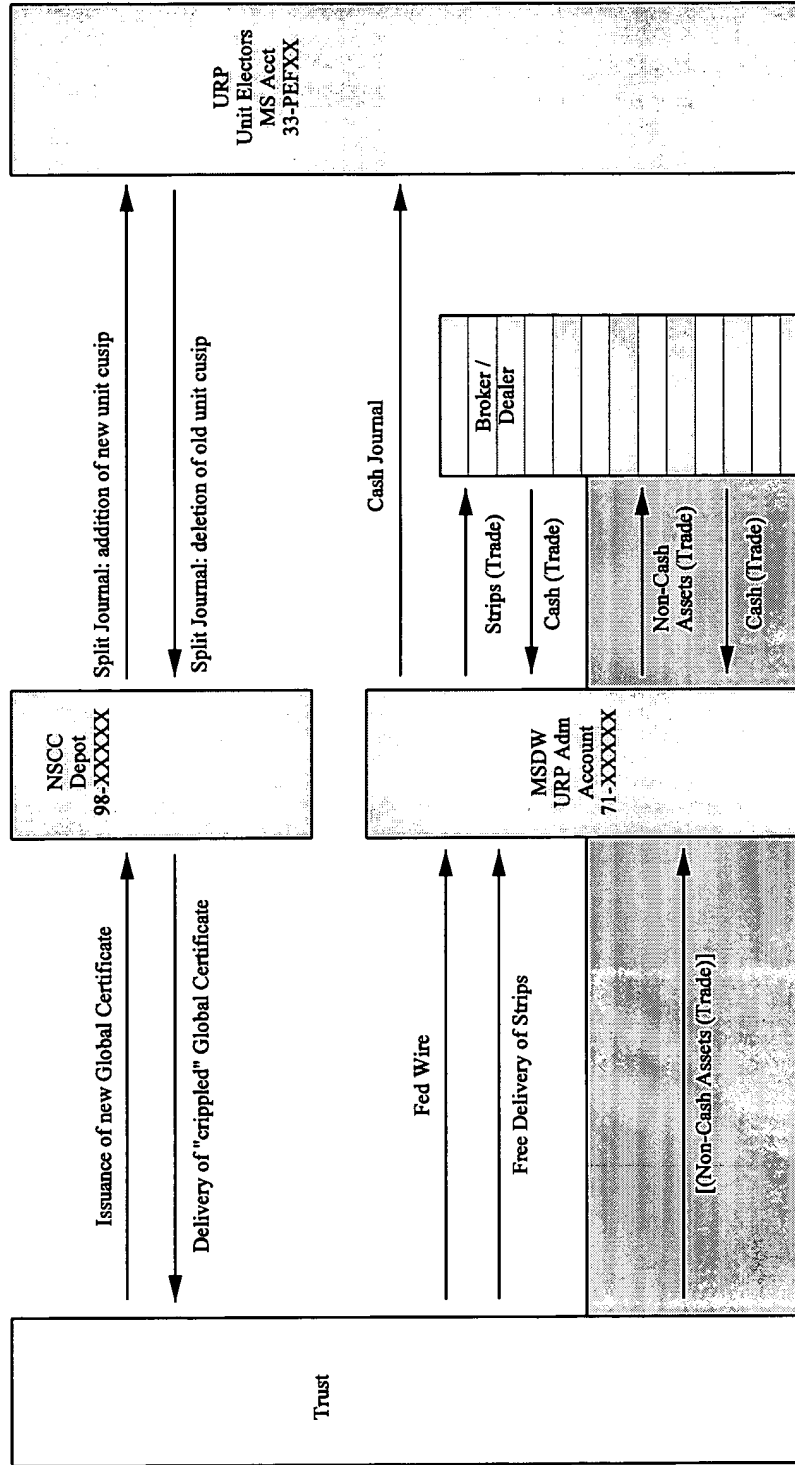 Trust
Issuance of new Global Certificate
Delivery of "crippled" Global Certificate
Fed Wire
Free Delivery of Strips
[(Non-Cash Assets (Trade)]
NSCC
Depot
98-XXXXX
MSDW
URP Adm
Account
71-XXXXX
Split Journal: addition of new unit cusip
Split Journal: deletion of old unit cusip
Cash Journal
Strips (Trade)
Cash (Trade)
Non-Cash
Assets (Trade)
Cash (Trade)
Broker /
Dealer
URP
Unit Electors
MS Acct
33-PEFXX